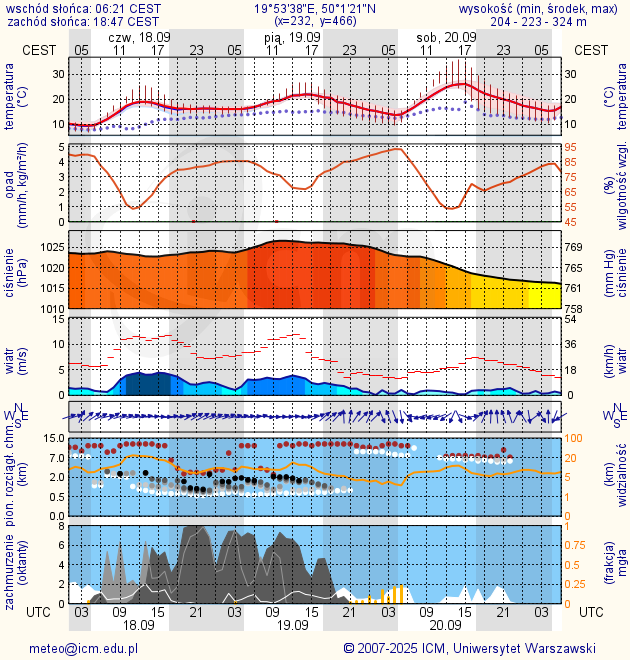 wschód słońca: 06:21 CEST 19°53'38"E, 50°1'21"N wysokość (min, środek, max)
zachód słońca: 18:47 CEST (x=232, y=466) 204 - 223 - 324 m
czw, 18.09 pią, 19.09 sob, 20.09
CEST 05 11 17 23 05 11 17 23 05 11 17 23 05 CEST
temperatura (°C) 30 20 10 30 20 10 (°C) temperatura
opad (mm/h, kg/m²/h) 5 4 3 2 1 0 95 85 75 65 55 45 (%) wilgotność wzgl.
ciśnienie (hPa) 1025 1020 1015 1010 769 765 761 758 (mm Hg) ciśnienie
wiatr (m/s) 15 10 5 0 54 36 18 0 (km/h) wiatr
N W E S N W E S
pion. rozciągł. chm. (km) 15.0 7.0 2.0 0.5 0.0 100 20 5 1 0 (km) widzialność
zachmurzenie (oktanty) 8 6 4 2 0 1 0.75 0.5 0.25 0 (frakcja) mgła
UTC 03 09 15 21 03 09 15 21 03 09 15 21 03 UTC
18.09 19.09 20.09
meteo@icm.edu.pl © 2007-2025 ICM, Uniwersytet Warszawski